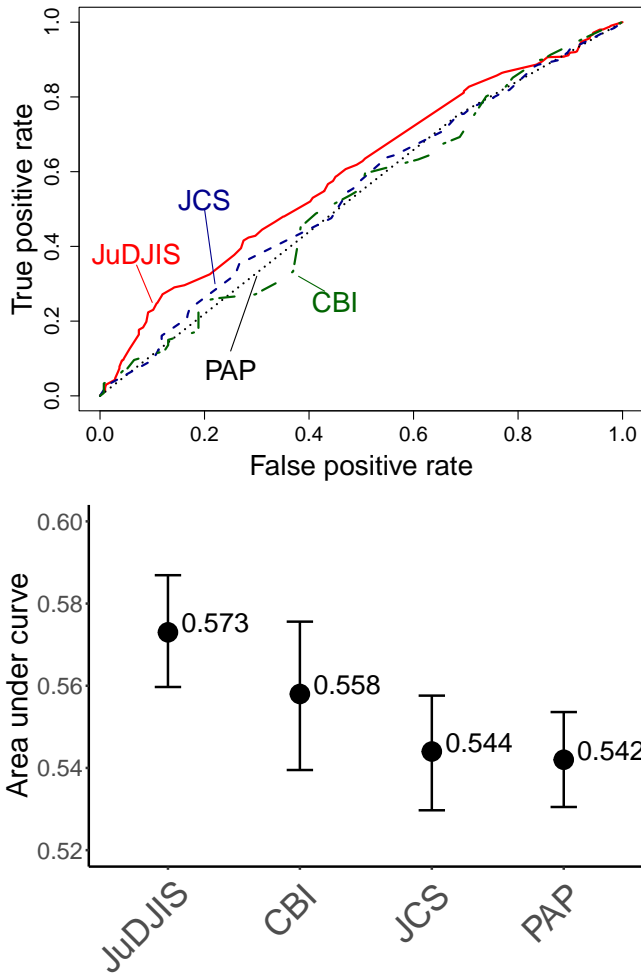 True positive rate
1.0
0.8
0.6
0.4
0.2
0.0
JCS
JuDJIS
CBI
PAP
0.0 0.2 0.4 0.6 0.8 1.0
False positive rate
Area under curve
0.60
0.58
0.56
0.54
0.52
0.573
0.558
0.544
0.542
JuDJIS CBI JCS PAP